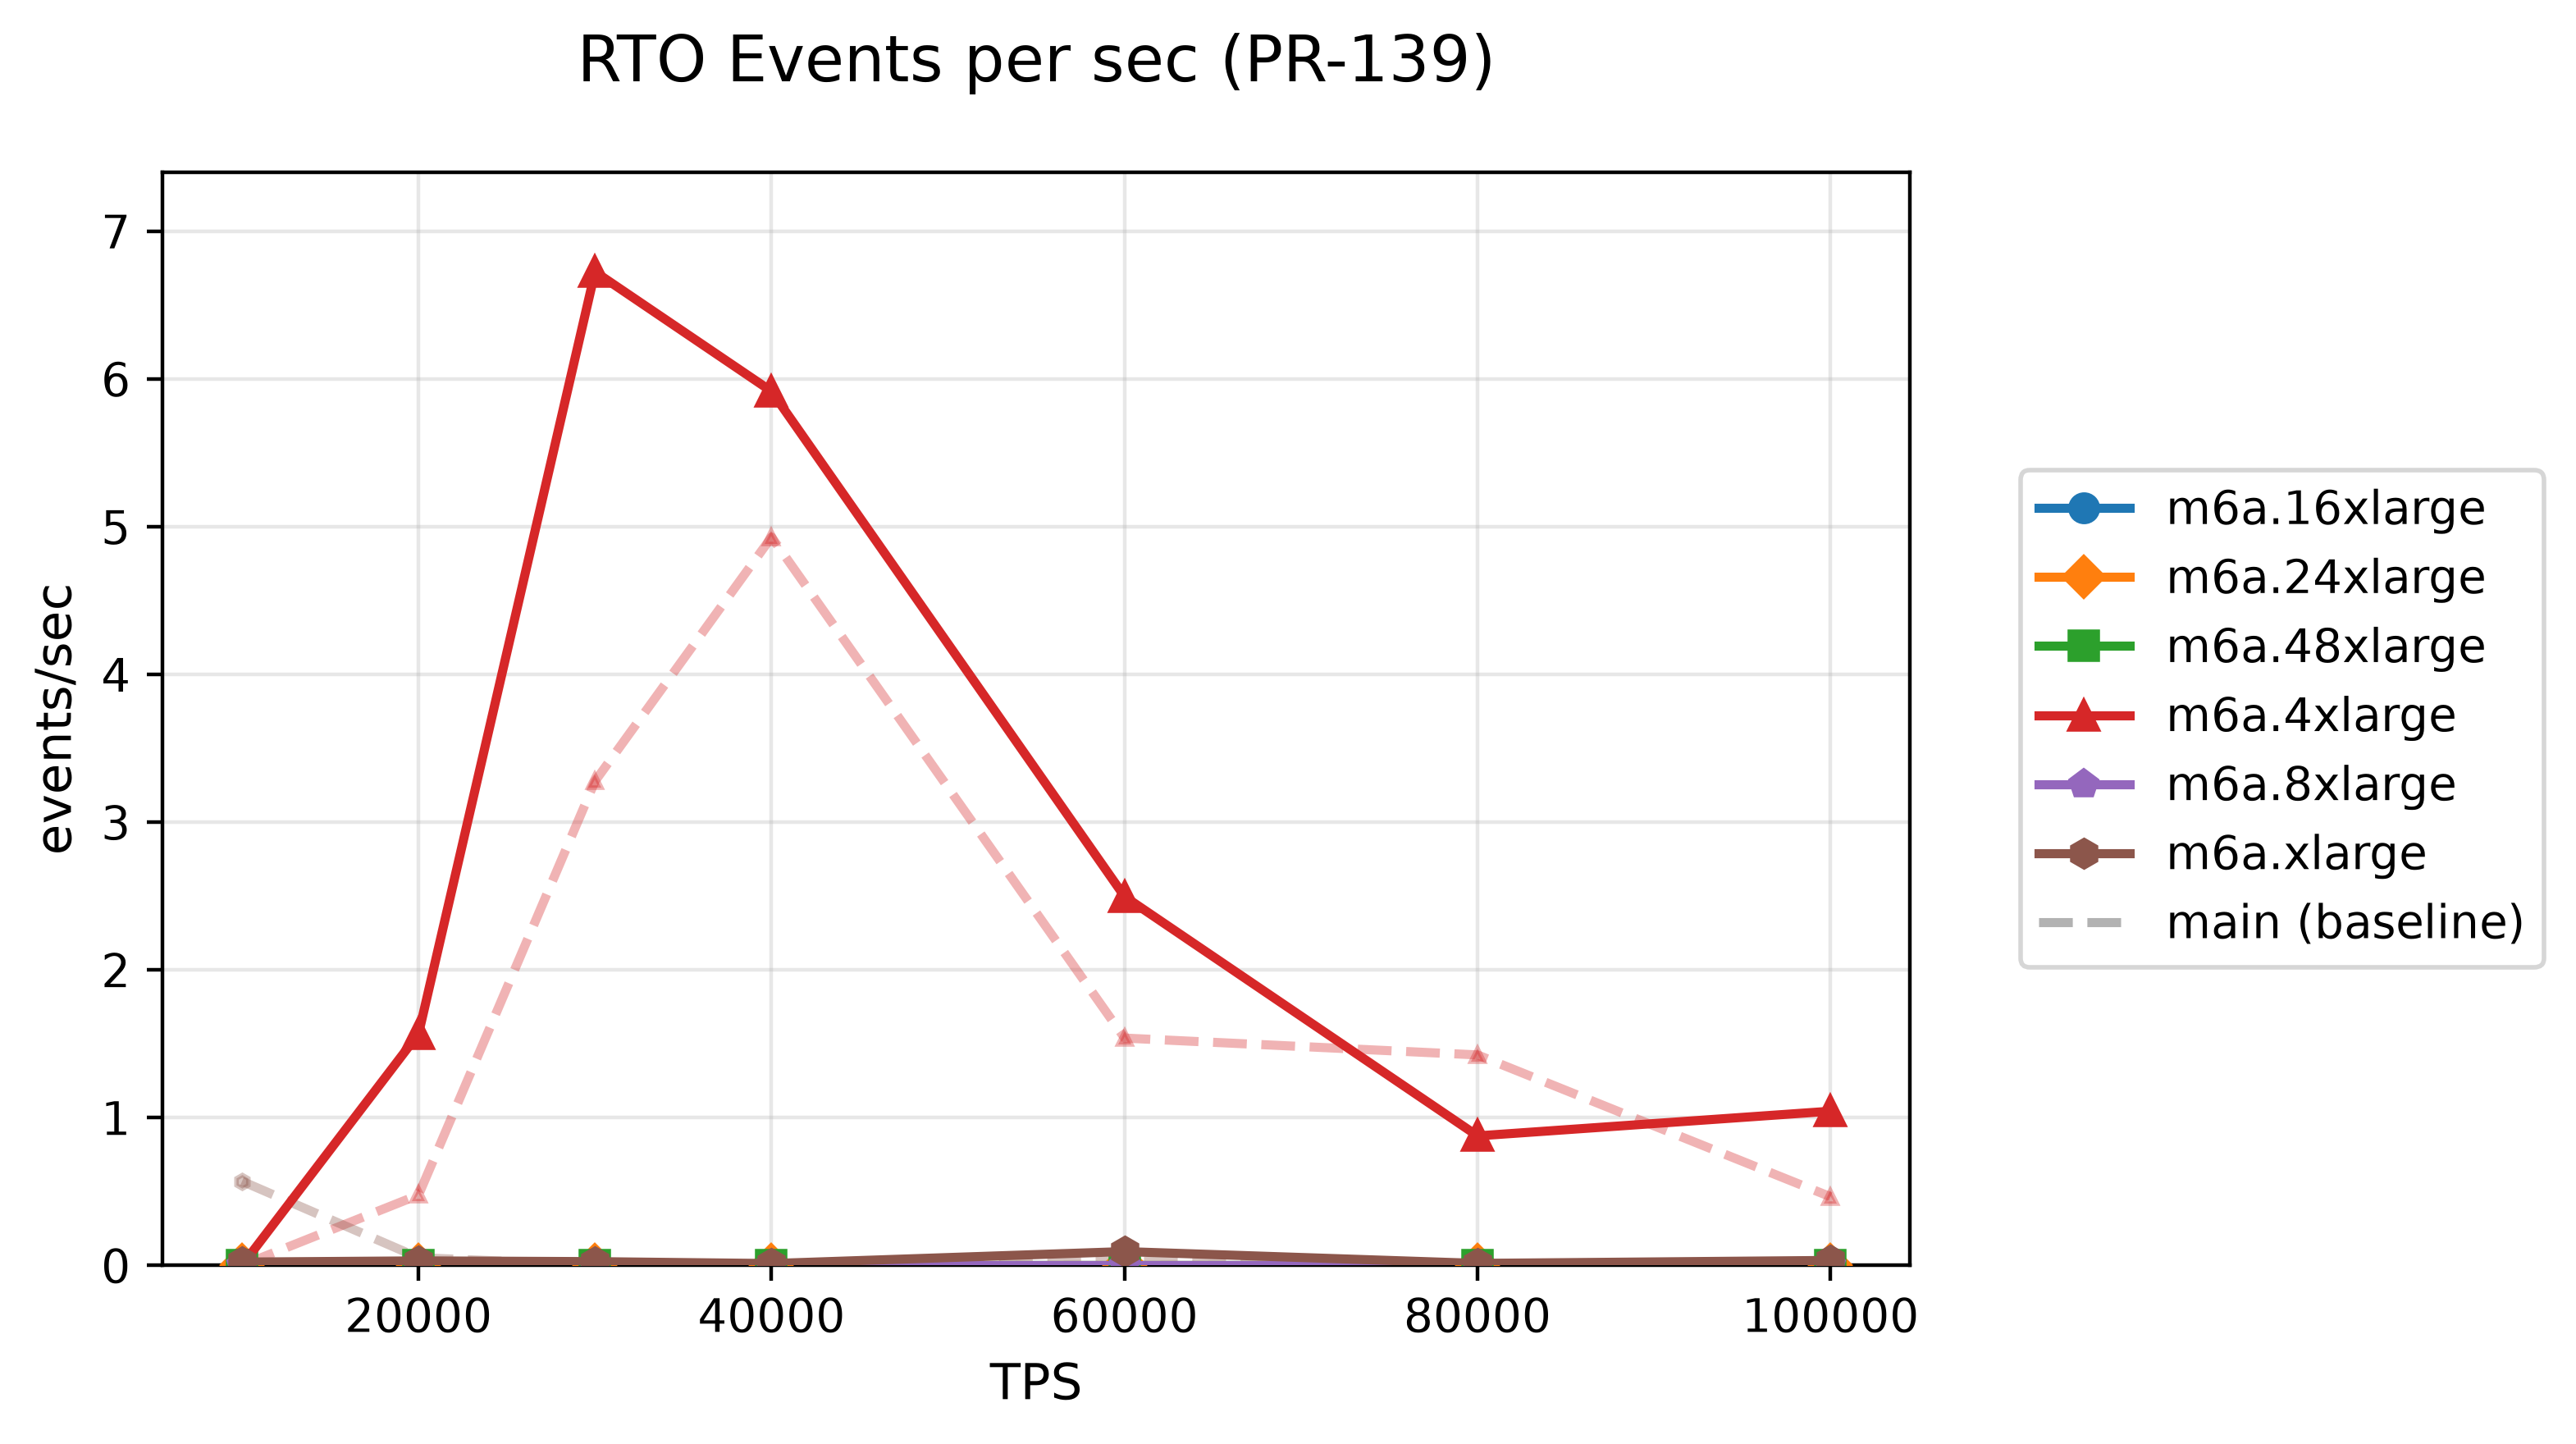 RTO Events per sec (PR-139)
7
6
5
4
3
2
1
0
events/sec
20000 40000 60000 80000 100000
TPS
m6a.16xlarge
m6a.24xlarge
m6a.48xlarge
m6a.4xlarge
m6a.8xlarge
m6a.xlarge
main (baseline)